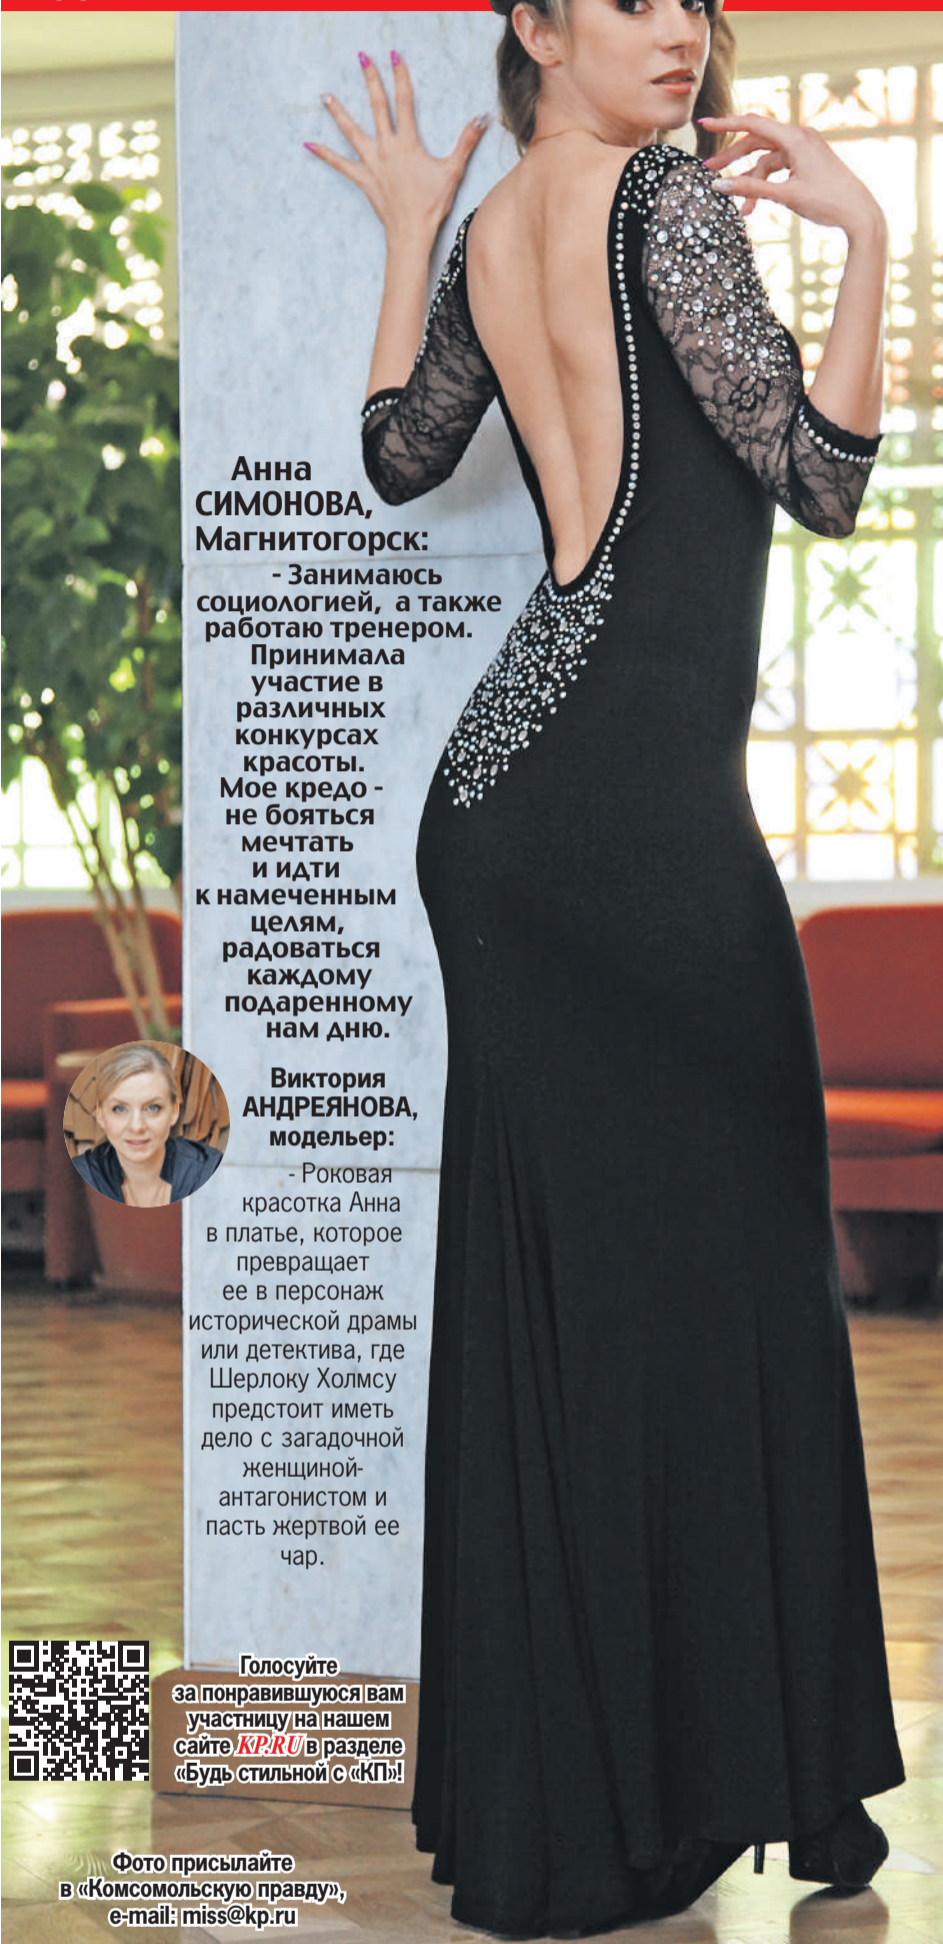 Анна
СИМОНОВА,
Магнитогорск:
- Занимаюсь
социологией, а также
работаю тренером.
Принимала
участие в
различных
конкурсах
красоты.
Мое кредо -
не бояться
мечтать
и идти
к намеченным
целям,
радоваться
каждому
подаренному
нам дню.
Виктория
АНДРЕЯНОВА,
модельер:
- Роковая
красотка Анна
в платье, которое
превращает
ее в персонаж
исторической драмы
или детектива, где
Шерлоку Холмсу
предстоит иметь
дело с загадочной
женщиной-
антагонистом и
пасть жертвой ее
чар.
Голосуйте
за понравившуюся вам
участницу на нашем
сайте KP.RU в разделе
«Будь стильной с «КП»!
Фото присылайте
в «Комсомольскую правду»,
e-mail: miss@kp.ru